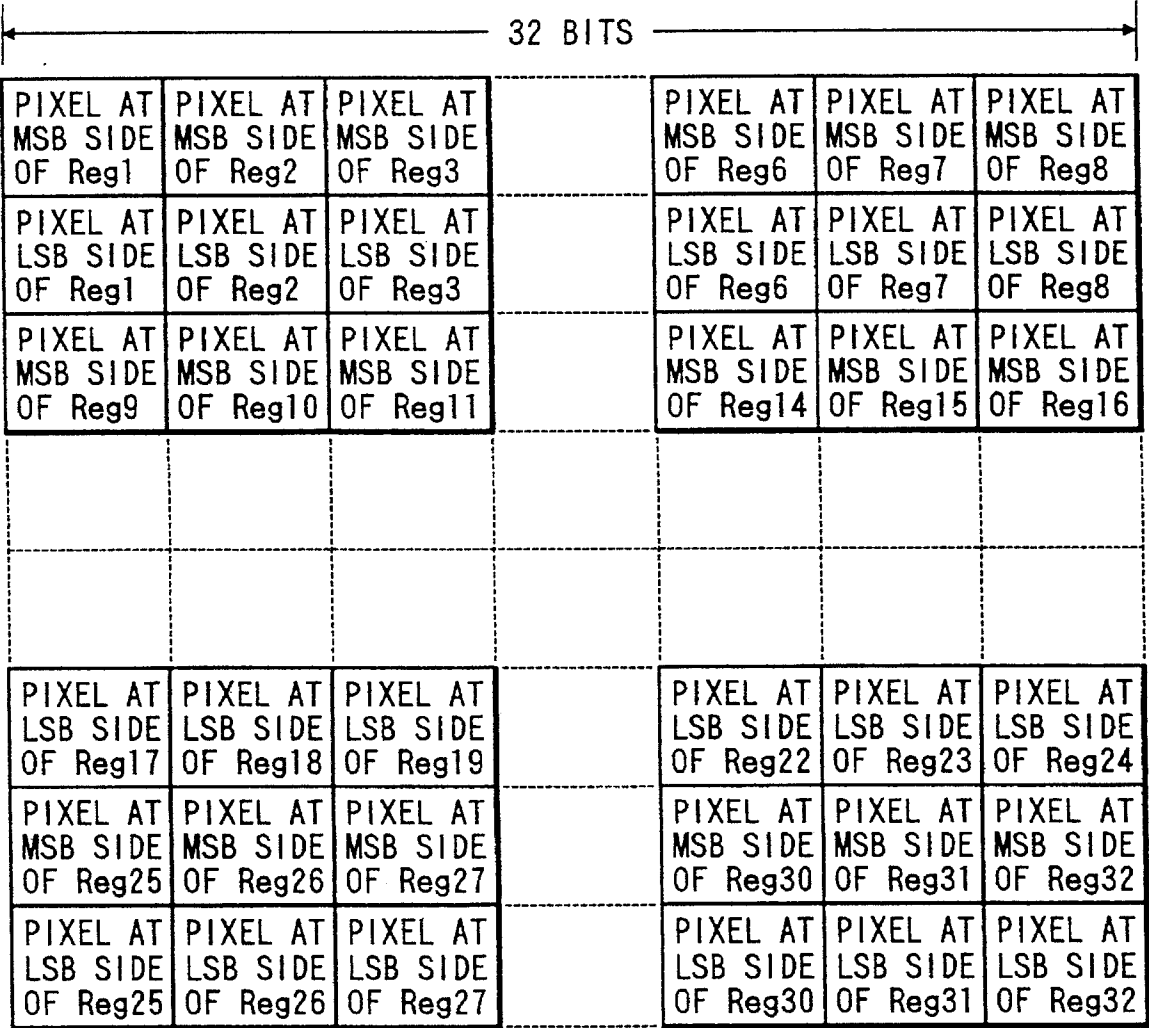 32 BITS
PIXEL AT MSB SIDE OF Reg1
PIXEL AT MSB SIDE OF Reg2
PIXEL AT MSB SIDE OF Reg3
PIXEL AT MSB SIDE OF Reg6
PIXEL AT MSB SIDE OF Reg7
PIXEL AT MSB SIDE OF Reg8
PIXEL AT LSB SIDE OF Reg1
PIXEL AT LSB SIDE OF Reg2
PIXEL AT LSB SIDE OF Reg3
PIXEL AT LSB SIDE OF Reg6
PIXEL AT LSB SIDE OF Reg7
PIXEL AT LSB SIDE OF Reg8
PIXEL AT MSB SIDE OF Reg9
PIXEL AT MSB SIDE OF Reg10
PIXEL AT MSB SIDE OF Reg11
PIXEL AT MSB SIDE OF Reg14
PIXEL AT MSB SIDE OF Reg15
PIXEL AT MSB SIDE OF Reg16
PIXEL AT LSB SIDE OF Reg17
PIXEL AT LSB SIDE OF Reg18
PIXEL AT LSB SIDE OF Reg19
PIXEL AT LSB SIDE OF Reg22
PIXEL AT LSB SIDE OF Reg23
PIXEL AT LSB SIDE OF Reg24
PIXEL AT MSB SIDE OF Reg25
PIXEL AT MSB SIDE OF Reg26
PIXEL AT MSB SIDE OF Reg27
PIXEL AT MSB SIDE OF Reg30
PIXEL AT MSB SIDE OF Reg31
PIXEL AT MSB SIDE OF Reg32
PIXEL AT LSB SIDE OF Reg25
PIXEL AT LSB SIDE OF Reg26
PIXEL AT LSB SIDE OF Reg27
PIXEL AT LSB SIDE OF Reg30
PIXEL AT LSB SIDE OF Reg31
PIXEL AT LSB SIDE OF Reg32